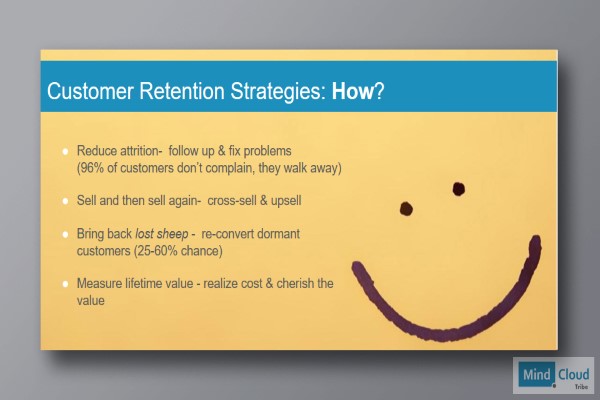 Customer Retention Strategies: How?
Reduce attrition-  follow up & fix problems
(96% of customers don't complain, they walk away)
Sell and then sell again-  cross-sell & upsell
Bring back lost sheep -  re-convert dormant
customers (25-60% chance)
Measure lifetime value - realize cost & cherish the
value
Mind Cloud
Tribe